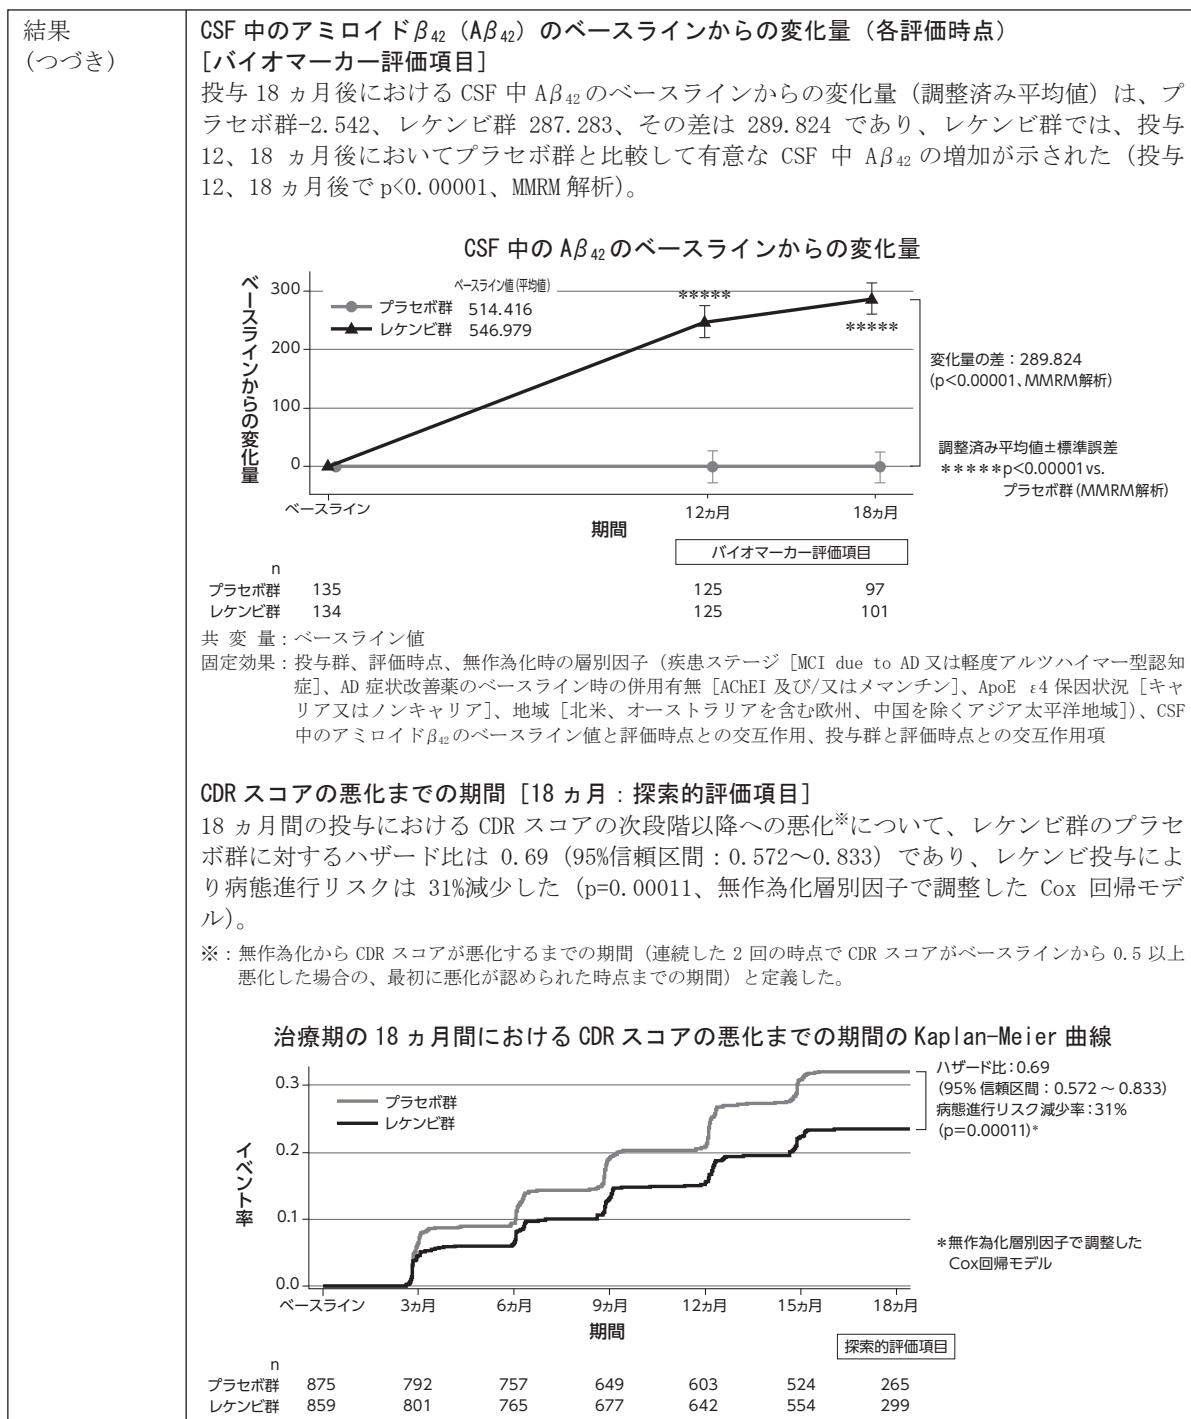 結果
(つづき)
CSF 中のアミロイドβ42（Aβ42）のベースラインからの変化量（各評価時点）
［バイオマーカー評価項目］
投与 18 ヵ月後における CSF 中 Aβ42のベースラインからの変化量（調整済み平均値）は、プ
ラセボ群-2.542、レケンビ群 287.283、その差は 289.824 であり、レケンビ群では、投与
12、18 ヵ月後においてプラセボ群と比較して有意な CSF 中 Aβ42 の増加が示された（投与
12、18 ヵ月後で p<0.00001、MMRM 解析）。
CSF 中の Aβ42のベースラインからの変化量
ベースラインからの変化量
300
200
100
0
ベースライン値(平均値)
プラセボ群 514.416
レケンビ群 546.979
*****
*****
変化量の差：289.824
(p<0.00001、MMRM解析)
調整済み平均値±標準誤差
*****p<0.00001 vs.
プラセボ群(MMRM解析)
ベースライン 12ヵ月 18ヵ月
期間
バイオマーカー評価項目
n
プラセボ群 135 125 97
レケンビ群 134 125 101
共 変 量：ベースライン値
固定効果：投与群、評価時点、無作為化時の層別因子（疾患ステージ［MCI due to AD 又は軽度アルツハイマー型認知
症］、AD 症状改善薬のベースライン時の併用有無［AChEI 及び/又はメマンチン］、ApoE ε4 保因状況［キャ
リア又はノンキャリア］、地域［北米、オーストラリアを含む欧州、中国を除くアジア太平洋地域］）、CSF
中のアミロイドβ42のベースライン値と評価時点との交互作用、投与群と評価時点との交互作用項
CDR スコアの悪化までの期間［18 ヵ月：探索的評価項目］
18 ヵ月間の投与における CDR スコアの次段階以降への悪化※について、レケンビ群のプラセ
ボ群に対するハザード比は 0.69（95%信頼区間：0.572～0.833）であり、レケンビ投与によ
り病態進行リスクは 31%減少した（p=0.00011、無作為化層別因子で調整した Cox 回帰モデ
ル）。
※：無作為化から CDR スコアが悪化するまでの期間（連続した 2 回の時点で CDR スコアがベースラインから 0.5 以上
悪化した場合の、最初に悪化が認められた時点までの期間）と定義した。
治療期の 18 ヵ月間における CDR スコアの悪化までの期間の Kaplan-Meier 曲線
イベント率
0.3
0.2
0.1
0.0
プラセボ群
レケンビ群
ハザード比：0.69
(95% 信頼区間：0.572 ～ 0.833)
病態進行リスク減少率：31%
(p=0.00011)*
*無作為化層別因子で調整した
Cox回帰モデル
ベースライン 3ヵ月 6ヵ月 9ヵ月 12ヵ月 15ヵ月 18ヵ月
期間
探索的評価項目
n
プラセボ群 875 792 757 649 603 524 265
レケンビ群 859 801 765 677 642 554 299